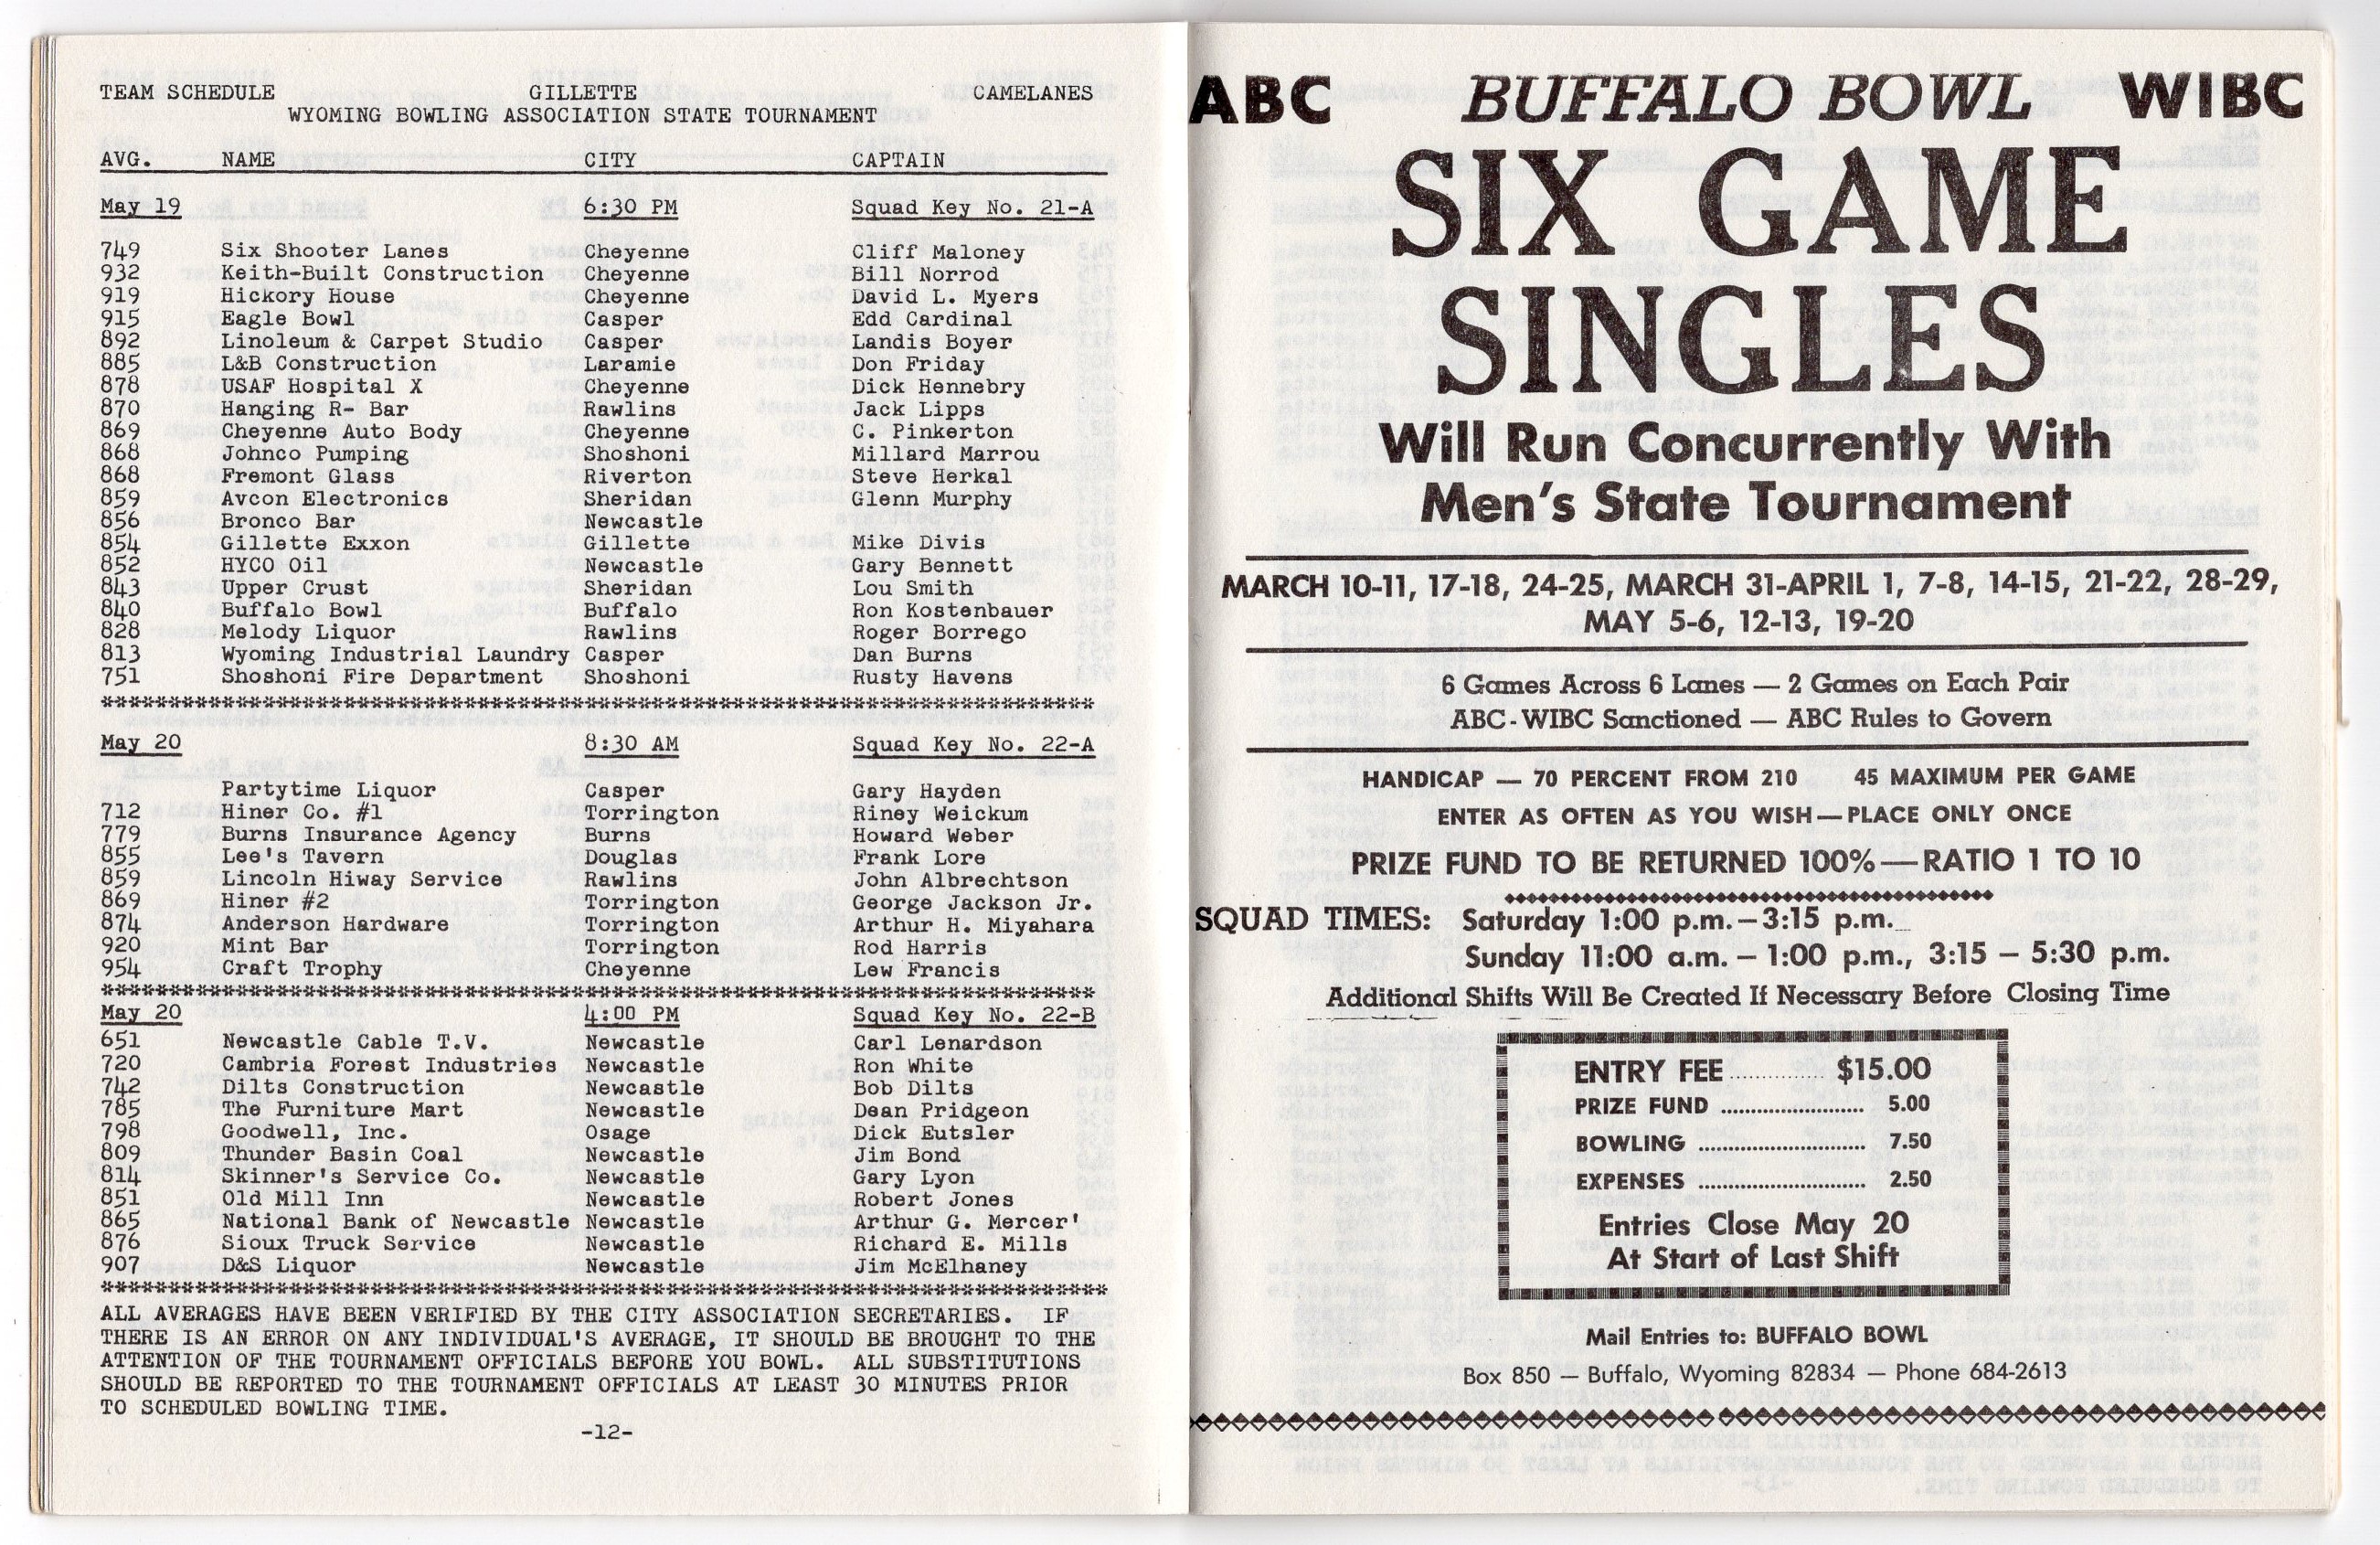 TEAM SCHEDULE GILLETTE CAMELANES
WYOMING BOWLING ASSOCIATION STATE TOURNAMENT
AVG. NAME CITY CAPTAIN
May 19 6:30 PM Squad Key No. 21-A
749 Six Shooter Lanes Cheyenne Cliff Maloney
932 Keith-Built Construction Cheyenne Bill Norrod
919 Hickory House Cheyenne David L. Myers
915 Eagle Bowl Casper Edd Cardinal
892 Linoleum & Carpet Studio Casper Landis Boyer
885 L&B Construction Laramie Don Friday
878 USAF Hospital X Cheyenne Dick Hennebry
870 Hanging R- Bar Rawlins Jack Lipps
869 Cheyenne Auto Body Cheyenne C. Pinkerton
868 Johnco Pumping Shoshoni Millard Marrou
868 Fremont Glass Riverton Steve Herkal
859 Avcon Electronics Sheridan Glenn Murphy
856 Bronco Bar Newcastle
854 Gillette Exxon Gillette Mike Divis
852 HYCO Oil Newcastle Gary Bennett
843 Upper Crust Sheridan Lou Smith
840 Buffalo Bowl Buffalo Ron Kostenbauer
828 Melody Liquor Rawlins Roger Borrego
813 Wyoming Industrial Laundry Casper Dan Burns
751 Shoshoni Fire Department Shoshoni Rusty Havens
**************************************************************************
May 20 8:30 AM Squad Key No. 22-A
Partytime Liquor Casper Gary Hayden
712 Hiner Co. #1 Torrington Riney Weickum
779 Burns Insurance Agency Burns Howard Weber
855 Lee's Tavern Douglas Frank Lore
859 Lincoln Hiway Service Rawlins John Albrechtson
869 Hiner #2 Torrington George Jackson Jr.
874 Anderson Hardware Torrington Arthur H. Miyahara
920 Mint Bar Torrington Rod Harris
954 Craft Trophy Cheyenne Lew Francis
**************************************************************************
May 20 4:00 PM Squad Key No. 22-B
651 Newcastle Cable T.V. Newcastle Carl Lenardson
720 Cambria Forest Industries Newcastle Ron White
742 Dilts Construction Newcastle Bob Dilts
785 The Furniture Mart Newcastle Dean Pridgeon
798 Goodwell, Inc. Osage Dick Eutsler
809 Thunder Basin Coal Newcastle Jim Bond
814 Skinner's Service Co. Newcastle Gary Lyon
851 Old Mill Inn Newcastle Robert Jones
865 National Bank of Newcastle Newcastle Arthur G. Mercer'
876 Sioux Truck Service Newcastle Richard E. Mills
907 D&S Liquor Newcastle Jim McElhaney
***************************************************************************
ALL AVERAGES HAVE BEEN VERIFIED BY THE CITY ASSOCIATION SECRETARIES. IF
THERE IS AN ERROR ON ANY INDIVIDUAL'S AVERAGE, IT SHOULD BE BROUGHT TO THE
ATTENTION OF THE TOURNAMENT OFFICIALS BEFORE YOU BOWL. ALL SUBSTITUTIONS
SHOULD BE REPORTED TO THE TOURNAMENT OFFICIALS AT LEAST 30 MINUTES PRIOR
TO SCHEDULED BOWLING TIME.
-12-
ABC BUFFALO BOWL WIBC
SIX GAME
SINGLES
Will Run Concurrently With
Men's State Tournament
MARCH 10-11, 17-18, 24-25, MARCH 31-APRIL 1, 7-8, 14-15, 21-22, 28-29,
MAY 5-6, 12-13, 19-20
6 Games Across 6 Lanes — 2 Games on Each Pair
ABC-WIBC Sanctioned — ABC Rules to Govern
HANDICAP — 70 PERCENT FROM 210 45 MAXIMUM PER GAME
ENTER AS OFTEN AS YOU WISH — PLACE ONLY ONCE
PRIZE FUND TO BE RETURNED 100% — RATIO 1 TO 10
SQUAD TIMES: Saturday 1:00 p.m. – 3:15 p.m.
Sunday 11:00 a.m. – 1:00 p.m., 3:15 – 5:30 p.m.
Additional Shifts Will Be Created If Necessary Before Closing Time
ENTRY FEE ............ $15.00
PRIZE FUND ............ 5.00
BOWLING ............ 7.50
EXPENSES ............ 2.50
Entries Close May 20
At Start of Last Shift
Mail Entries to: BUFFALO BOWL
Box 850 — Buffalo, Wyoming 82834 — Phone 684-2613